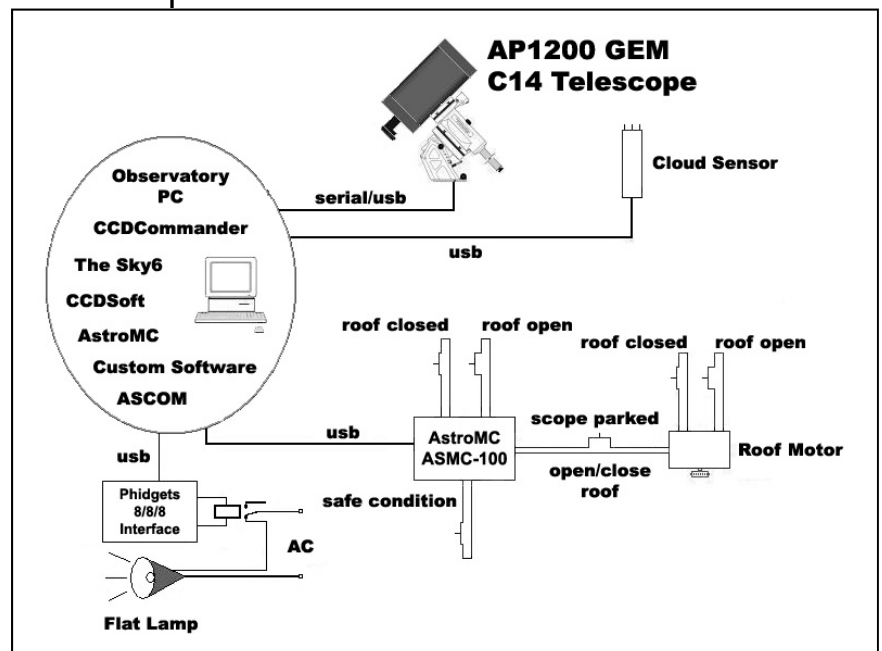 AP1200 GEM
C14 Telescope
Cloud Sensor
Observatory
PC
CCDCommander
The Sky6
CCDSoft
AstroMC
Custom Software
ASCOM
serial/usb
usb
roof closed
roof open
roof closed
roof open
usb
AstroMC
ASMC-100
scope parked
open/close
roof
Roof Motor
usb
Phidgets
8/8/8
Interface
safe condition
AC
Flat Lamp